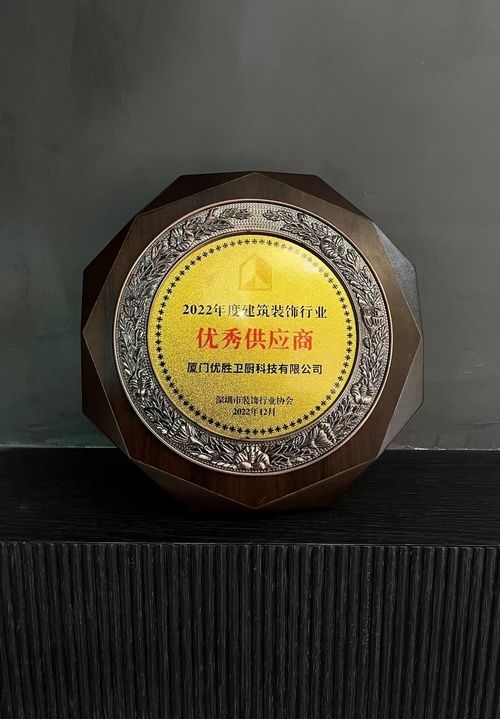 2022年度建筑装饰行业
优秀供应商
厦门优胜卫厨科技有限公司
深圳市装饰行业协会
2022年12月